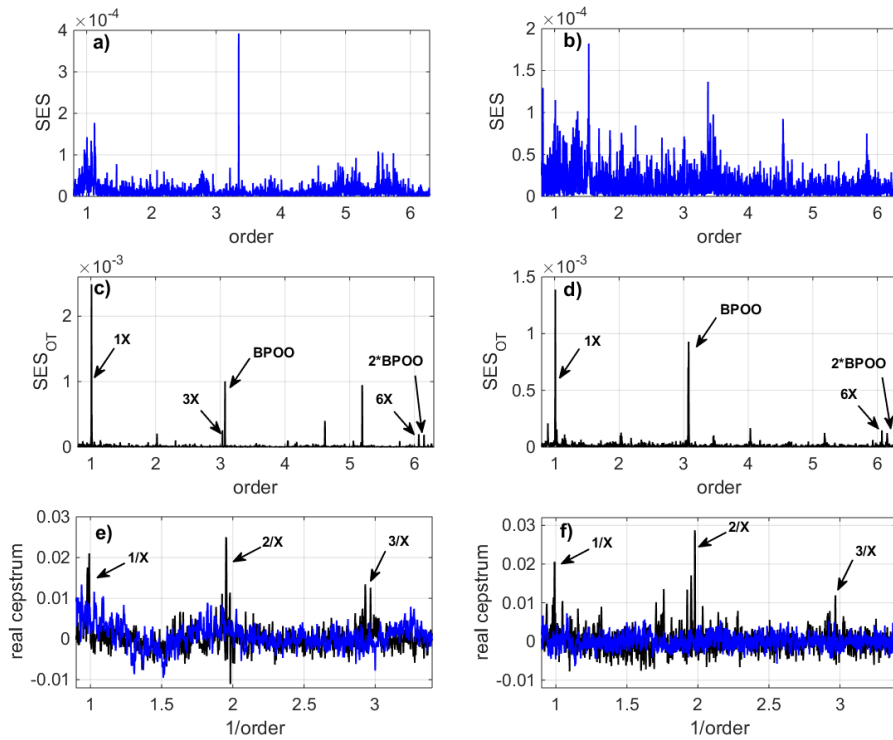 ×10⁻⁴
a)
4
3
2
1
0
SES
1 2 3 4 5 6
order
×10⁻⁴
b)
2
1.5
1
0.5
0
SES
1 2 3 4 5 6
order
×10⁻³
c)
2
1
0
SES_OT
1X
BPOO
3X
2*BPOO
6X
1 2 3 4 5 6
order
×10⁻³
d)
1.5
1
0.5
0
SES_OT
1X
BPOO
2*BPOO
6X
1 2 3 4 5 6
order
e)
0.03
0.02
0.01
0
-0.01
real cepstrum
1/X
2/X
3/X
1 1.5 2 2.5 3
1/order
f)
0.03
0.02
0.01
0
-0.01
real cepstrum
1/X
2/X
3/X
1 1.5 2 2.5 3
1/order